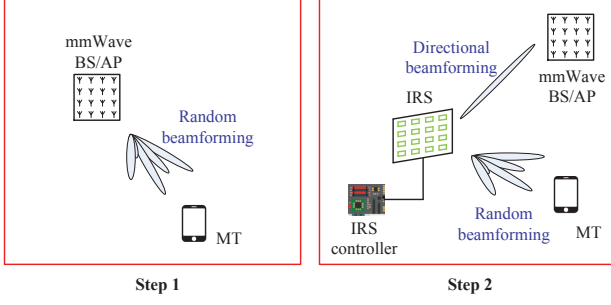 mmWave
BS/AP
Random
beamforming
MT
Step 1
Directional
beamforming
mmWave
BS/AP
IRS
IRS
controller
Random
beamforming
MT
Step 2